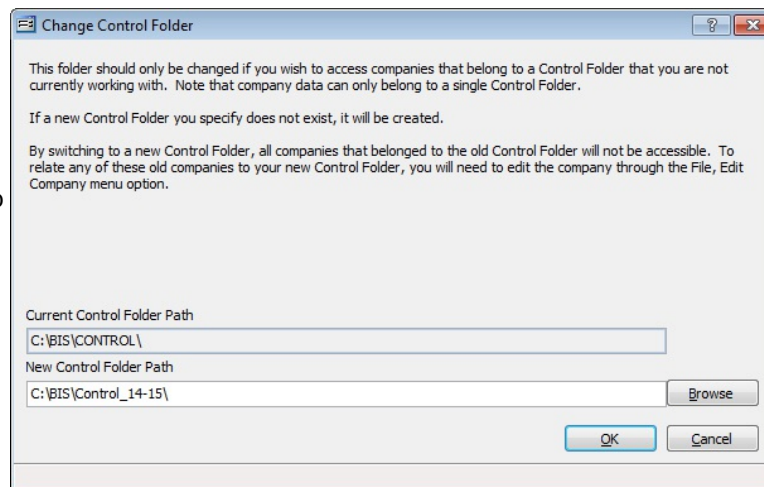 Change Control Folder
This folder should only be changed if you wish to access companies that belong to a Control Folder that you are not
currently working with. Note that company data can only belong to a single Control Folder.
If a new Control Folder you specify does not exist, it will be created.
By switching to a new Control Folder, all companies that belonged to the old Control Folder will not be accessible. To
relate any of these old companies to your new Control Folder, you will need to edit the company through the File, Edit
Company menu option.
Current Control Folder Path
C:\BIS\CONTROL\
New Control Folder Path
C:\BIS\Control_14-15\
Browse
OK
Cancel